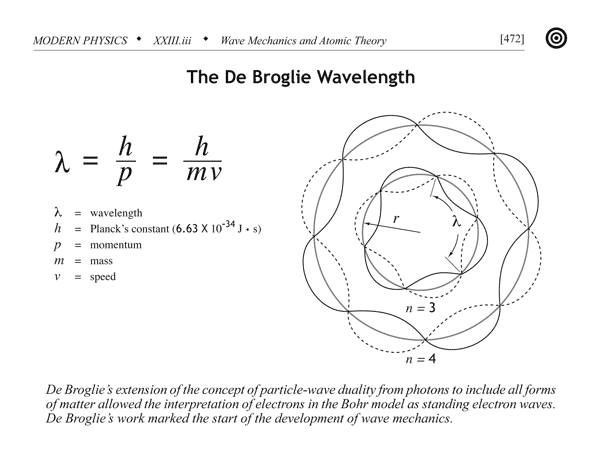 MODERN PHYSICS ◆ XXIII.iii ◆ Wave Mechanics and Atomic Theory [472]
The De Broglie Wavelength
λ = h/p = h/mv
λ = wavelength
h = Planck's constant (6.63 X 10⁻³⁴ J • s)
p = momentum
m = mass
v = speed
r
λ
n = 3
n = 4
De Broglie's extension of the concept of particle-wave duality from photons to include all forms
of matter allowed the interpretation of electrons in the Bohr model as standing electron waves.
De Broglie's work marked the start of the development of wave mechanics.